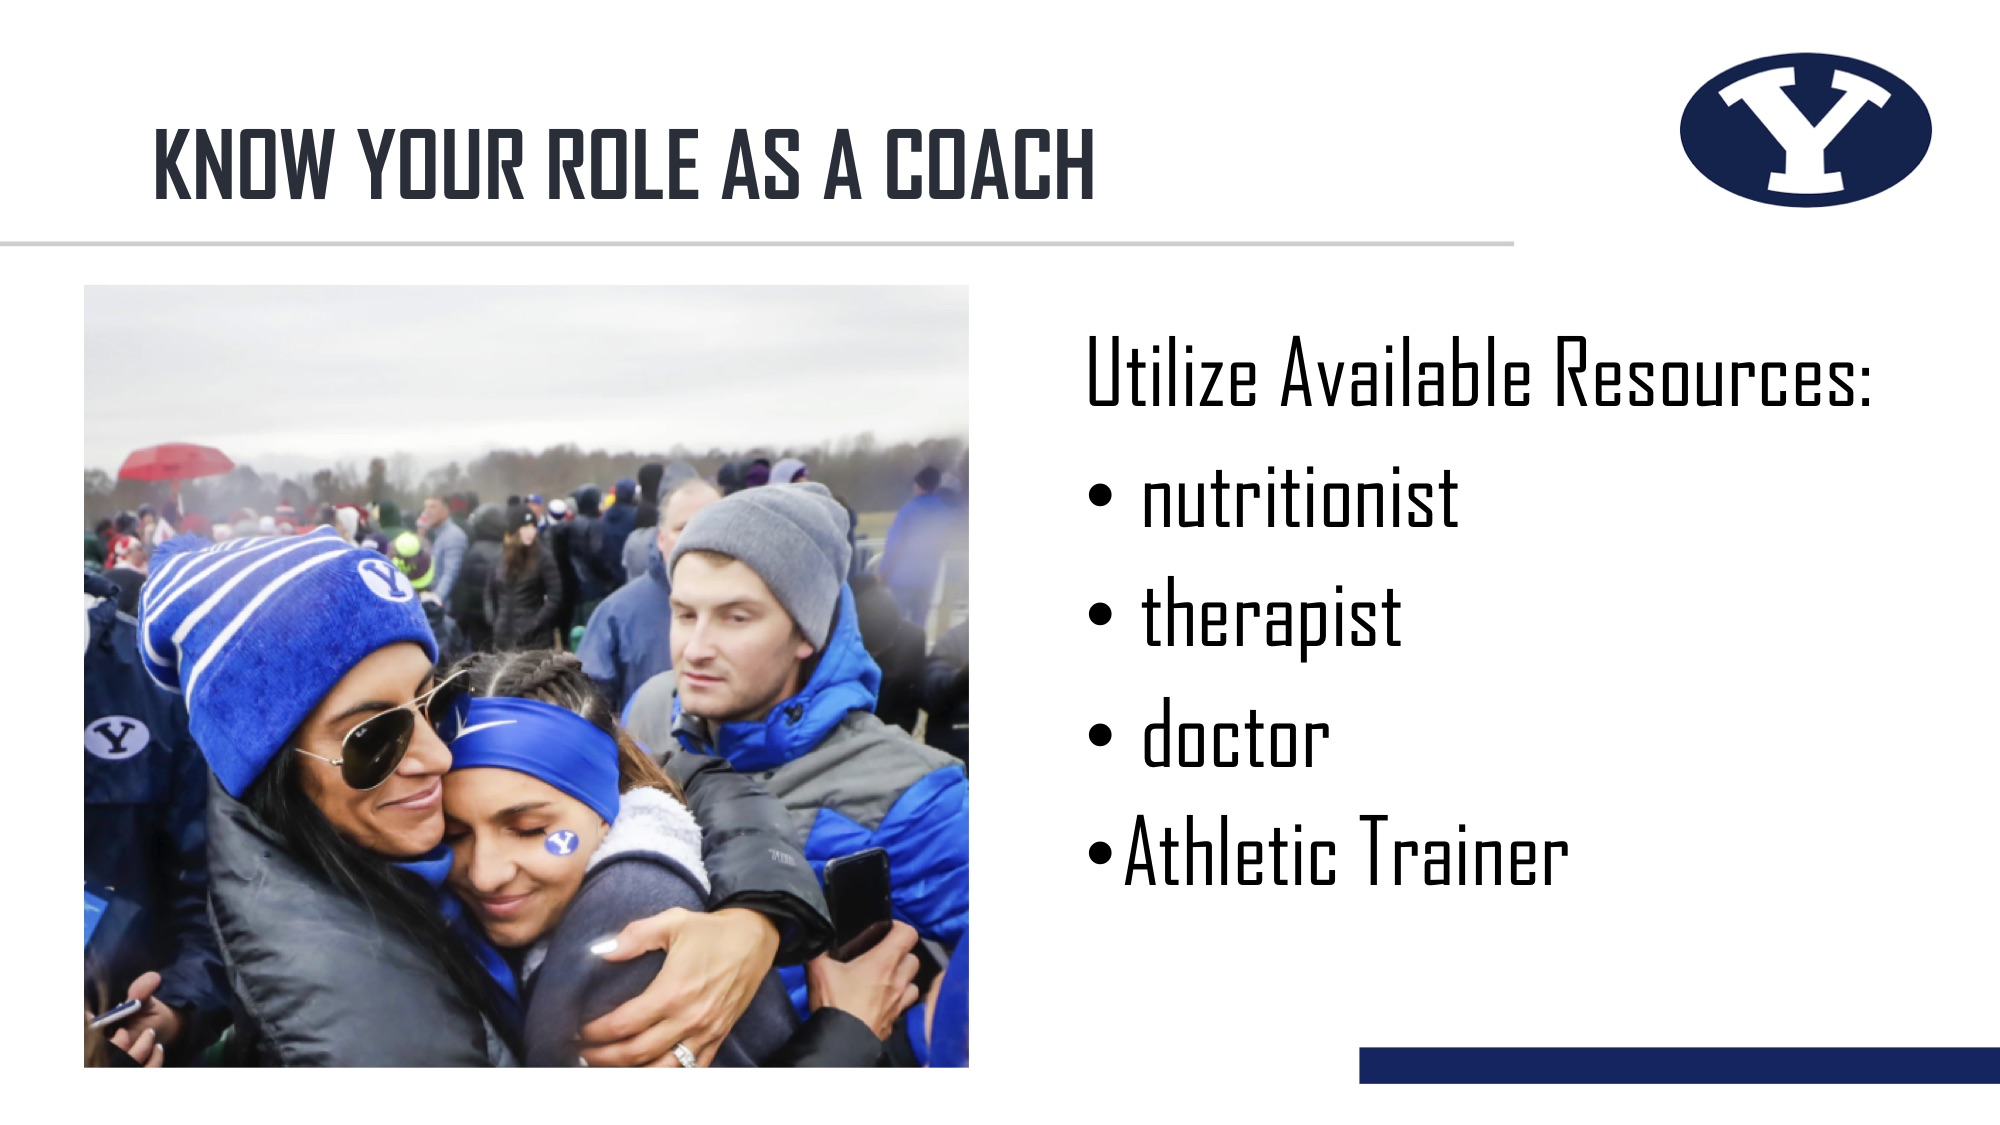 KNOW YOUR ROLE AS A COACH
Y
Utilize Available Resources:
• nutritionist
• therapist
• doctor
•Athletic Trainer
Y
Y
Y